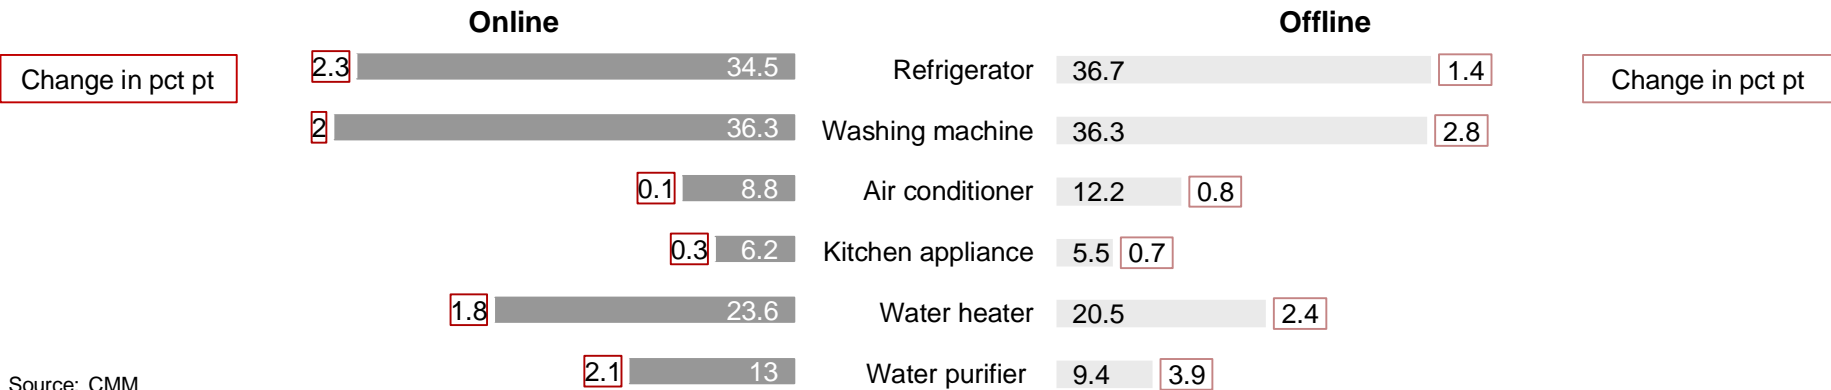 Online Offline
Change in pct pt 2.3 34.5 Refrigerator 36.7 1.4 Change in pct pt
2 36.3 Washing machine 36.3 2.8
0.1 8.8 Air conditioner 12.2 0.8
0.3 6.2 Kitchen appliance 5.5 0.7
1.8 23.6 Water heater 20.5 2.4
2.1 13 Water purifier 9.4 3.9
Source: CMM